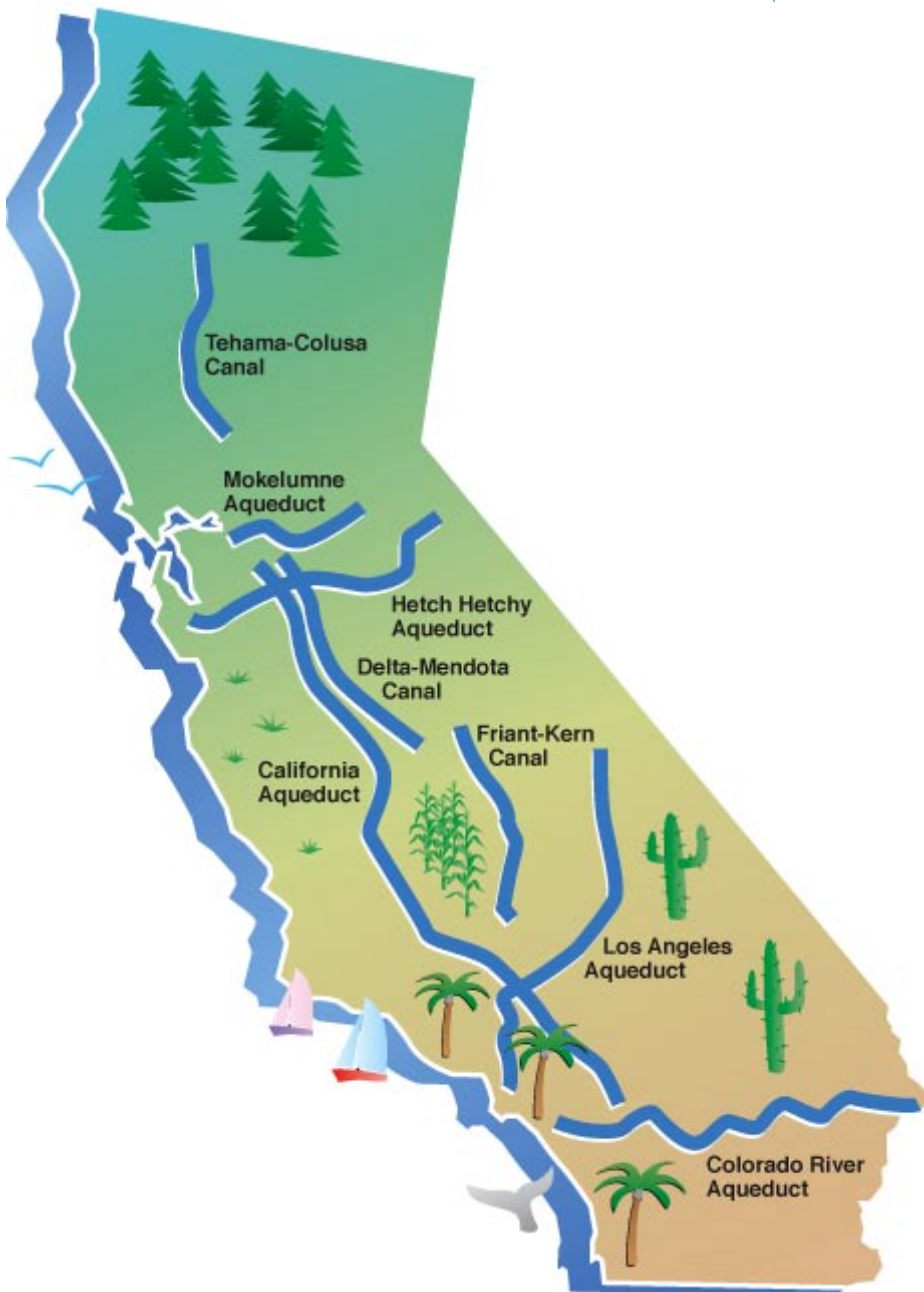 Tehama-Colusa
Canal
Mokelumne
Aqueduct
Hetch Hetchy
Aqueduct
Delta-Mendota
Canal
Friant-Kern
Canal
California
Aqueduct
Los Angeles
Aqueduct
Colorado River
Aqueduct